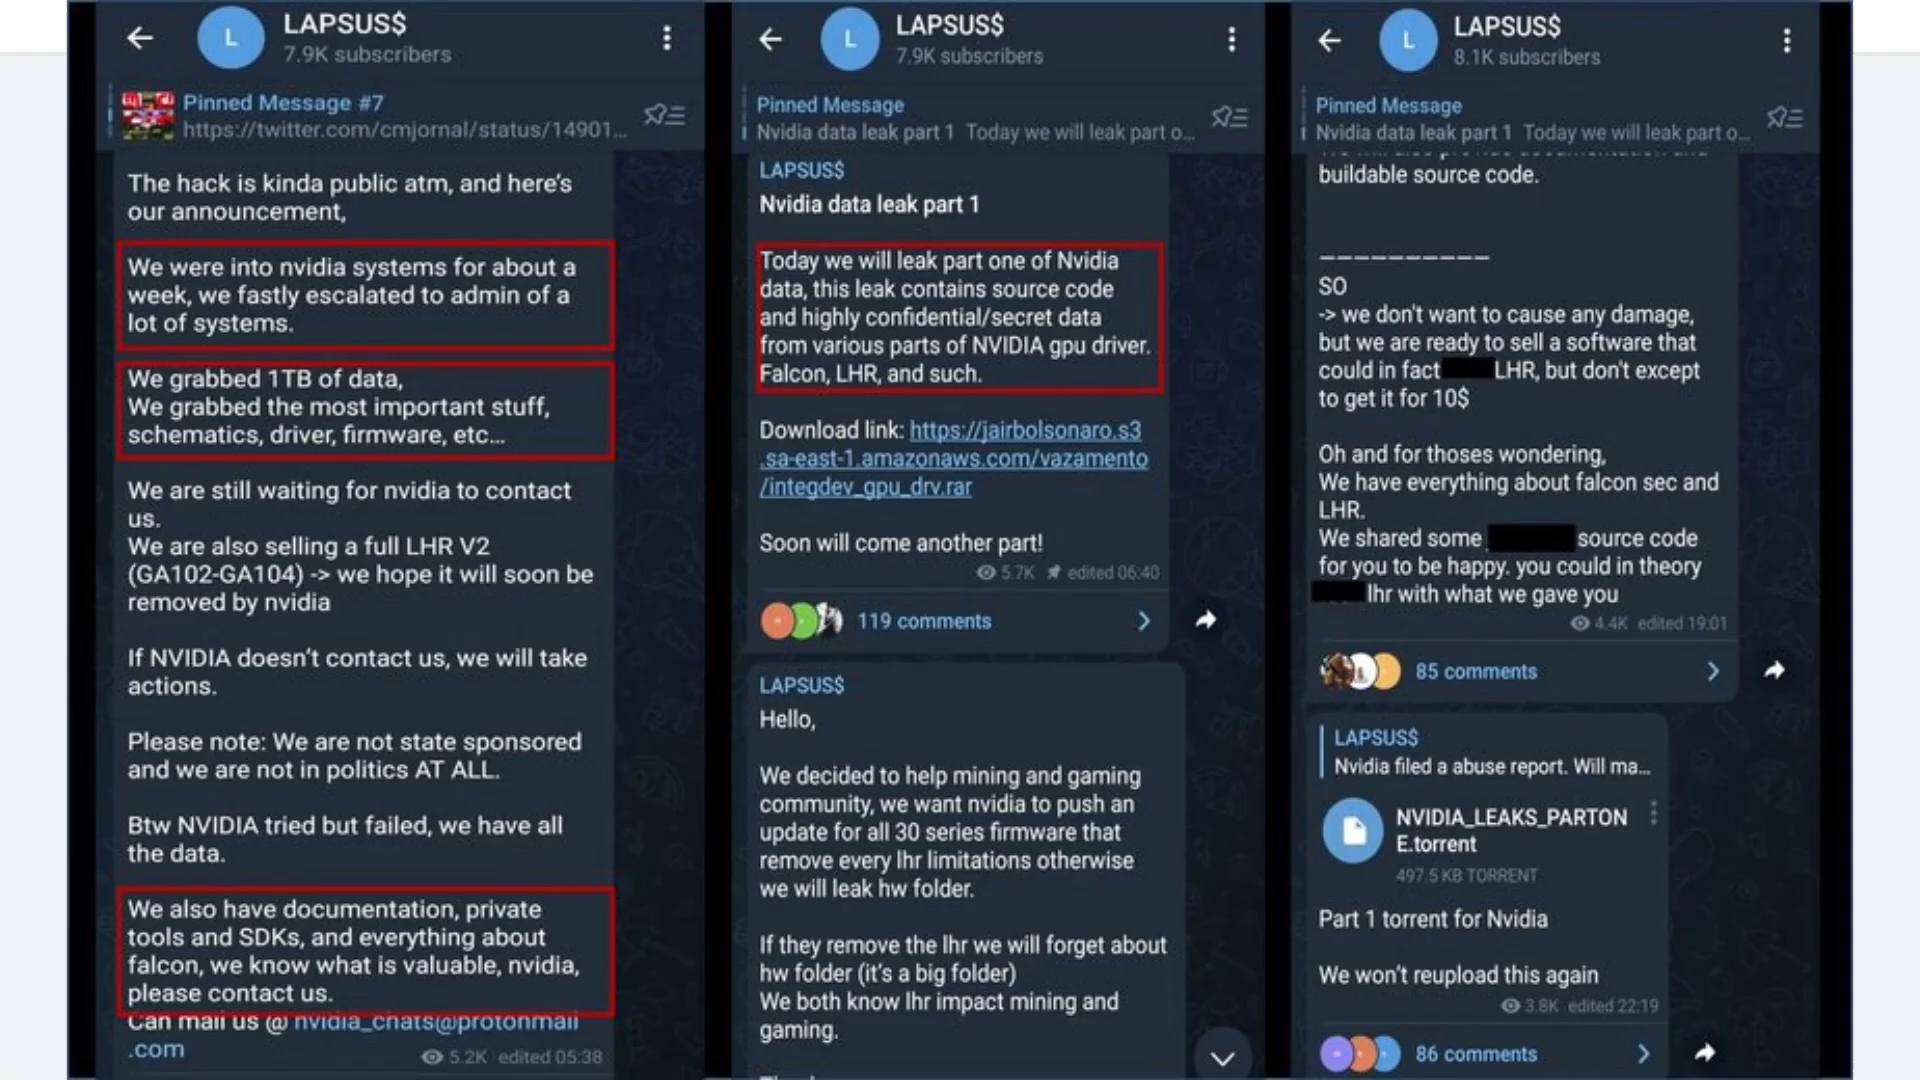 LAPSUS$
7.9K subscribers
Pinned Message #7
https://twitter.com/cmjornal/status/14901...
The hack is kinda public atm, and here's
our announcement,
We were into nvidia systems for about a
week, we fastly escalated to admin of a
lot of systems.
We grabbed 1TB of data,
We grabbed the most important stuff,
schematics, driver, firmware, etc...
We are still waiting for nvidia to contact
us.
We are also selling a full LHR V2
(GA102-GA104) -> we hope it will soon be
removed by nvidia
If NVIDIA doesn't contact us, we will take
actions.
Please note: We are not state sponsored
and we are not in politics AT ALL.
Btw NVIDIA tried but failed, we have all
the data.
We also have documentation, private
tools and SDKs, and everything about
falcon, we know what is valuable, nvidia,
please contact us.
Can mail us @ nvidia_chats@protonmail
.com
5.2K edited 05:38
LAPSUS$
7.9K subscribers
Pinned Message
Nvidia data leak part 1 Today we will leak part o...
LAPSUS$
Nvidia data leak part 1
Today we will leak part one of Nvidia
data, this leak contains source code
and highly confidential/secret data
from various parts of NVIDIA gpu driver.
Falcon, LHR, and such.
Download link: https://jairbolsonaro.s3
.sa-east-1.amazonaws.com/vazamento
/integdev_gpu_drv.rar
Soon will come another part!
5.7K edited 06:40
119 comments
LAPSUS$
Hello,
We decided to help mining and gaming
community, we want nvidia to push an
update for all 30 series firmware that
remove every lhr limitations otherwise
we will leak hw folder.
If they remove the lhr we will forget about
hw folder (it's a big folder)
We both know lhr impact mining and
gaming.
L
LAPSUS$
8.1K subscribers
Pinned Message
Nvidia data leak part 1 Today we will leak part o...
buildable source code.
__________
SO
-> we don't want to cause any damage,
but we are ready to sell a software that
could in fact LHR, but don't except
to get it for 10$
Oh and for thoses wondering,
We have everything about falcon sec and
LHR.
We shared some source code
for you to be happy. you could in theory
lhr with what we gave you
4.4K edited 19:01
85 comments
LAPSUS$
Nvidia filed a abuse report. Will ma...
NVIDIA_LEAKS_PARTON
E.torrent
497.5 KB TORRENT
Part 1 torrent for Nvidia
We won't reupload this again
3.8K edited 22:19
86 comments